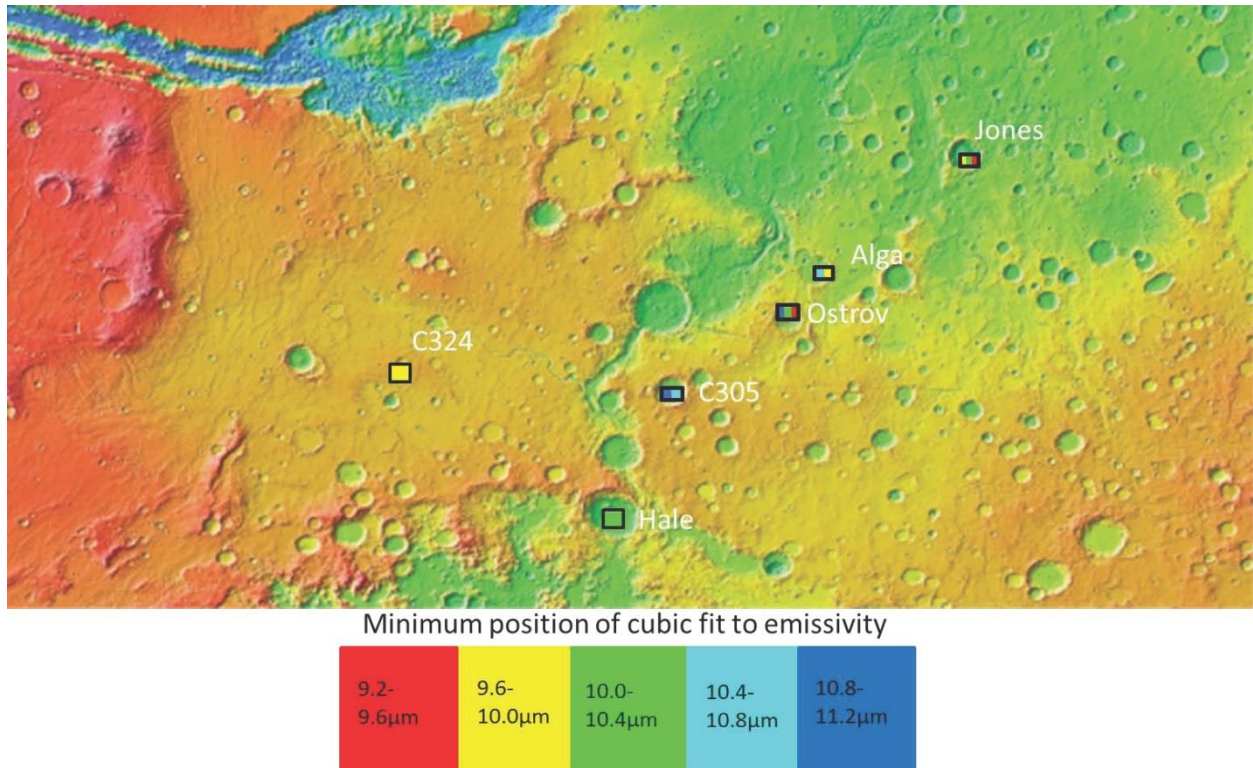 Jones
Alga
Ostrov
C324
C305
Hale
Minimum position of cubic fit to emissivity
9.2-
9.6µm
9.6-
10.0µm
10.0-
10.4µm
10.4-
10.8µm
10.8-
11.2µm